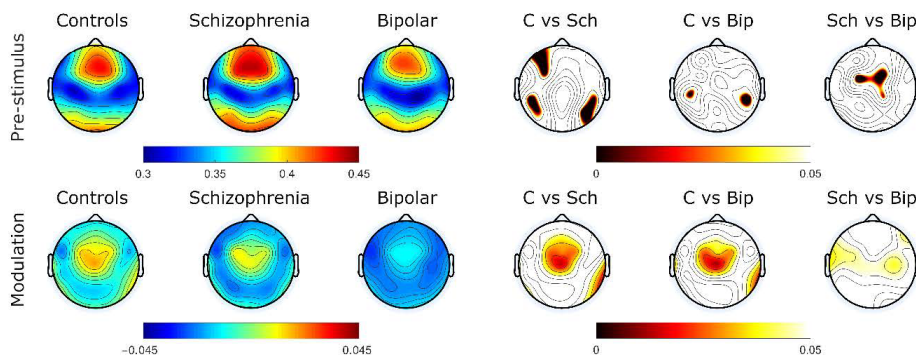 Controls Schizophrenia Bipolar C vs Sch C vs Bip Sch vs Bip
Pre-stimulus
0.3 0.35 0.4 0.45 0 0.05
Controls Schizophrenia Bipolar C vs Sch C vs Bip Sch vs Bip
Modulation
−0.045 0.045 0 0.05